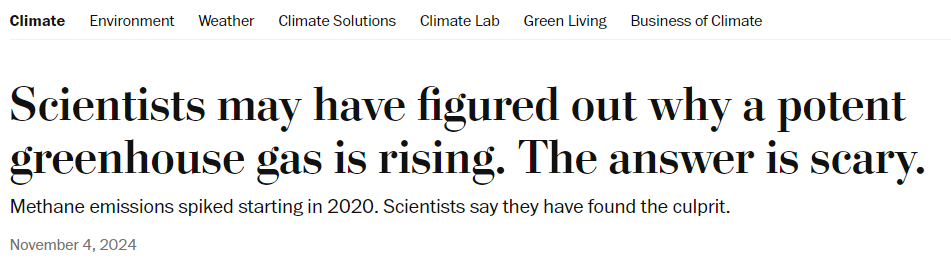 Climate Environment Weather Climate Solutions Climate Lab Green Living Business of Climate
Scientists may have figured out why a potent
greenhouse gas is rising. The answer is scary.
Methane emissions spiked starting in 2020. Scientists say they have found the culprit.
November 4, 2024